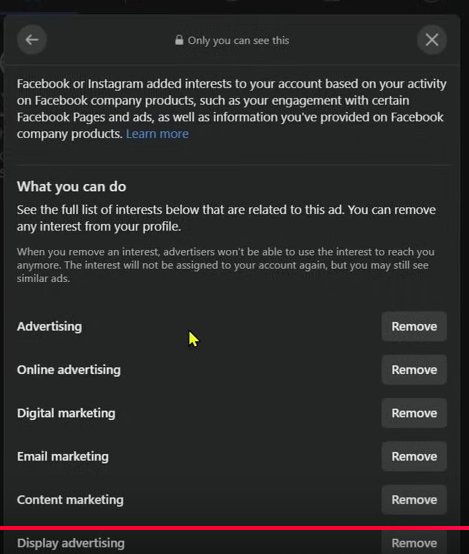 Only you can see this
Facebook or Instagram added interests to your account based on your activity
on Facebook company products, such as your engagement with certain
Facebook Pages and ads, as well as information you've provided on Facebook
company products. Learn more
What you can do
See the full list of interests below that are related to this ad. You can remove
any interest from your profile.
When you remove an interest, advertisers won't be able to use the interest to reach you
anymore. The interest will not be assigned to your account again, but you may still see
similar ads.
Advertising Remove
Online advertising Remove
Digital marketing Remove
Email marketing Remove
Content marketing Remove
Display advertising Remove